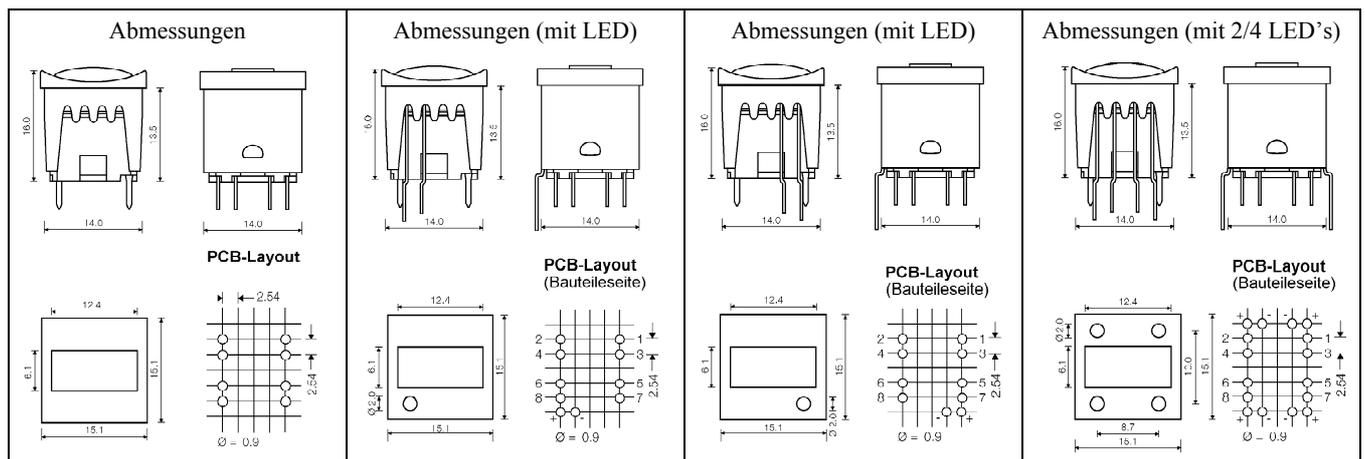 Abmessungen
16.0
13.5
14.0
14.0
PCB-Layout
12.4
2.54
6.1
15.1
2.54
15.1
Ø = 0.9
Abmessungen (mit LED)
16.0
13.5
14.0
14.0
PCB-Layout
(Bauteileseite)
12.4
6.1
15.1
Ø2.0
15.1
2 1
4 3
6 5
8 7
2.54
+ -
Ø = 0.9
Abmessungen (mit LED)
16.0
13.5
14.0
14.0
PCB-Layout
(Bauteileseite)
12.4
6.1
15.1
Ø 2.0
15.1
2 1
4 3
6 5
8 7
2.54
- +
Ø = 0.9
Abmessungen (mit 2/4 LED's)
16.0
13.5
14.0
14.0
PCB-Layout
(Bauteileseite)
12.4
Ø2.0
6.1
10.0
15.1
8.7
15.1
+ - - +
2 1
4 3
6 5
8 7
2.54
+ - - +
Ø = 0.9